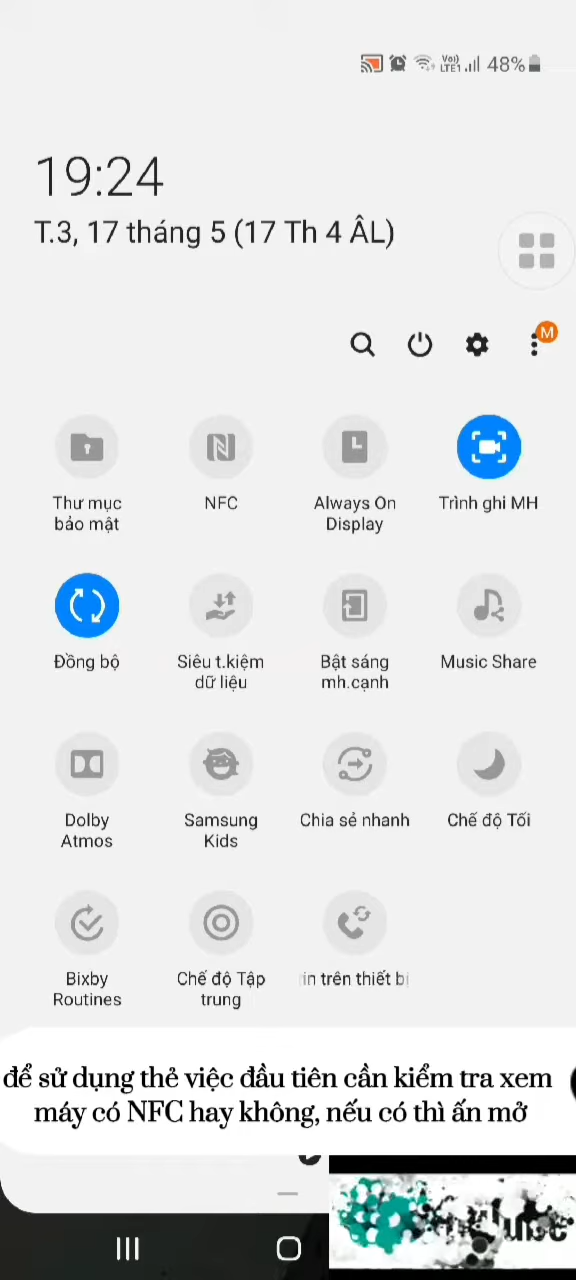 Vo))
LTE1
48%
19:24
T.3, 17 tháng 5 (17 Th 4 ÂL)
M
Thư mục
bảo mật
NFC
Always On
Display
Trình ghi MH
Đồng bộ
Siêu t.kiệm
dữ liệu
Bật sáng
mh.cạnh
Music Share
Dolby
Atmos
Samsung
Kids
Chia sẻ nhanh
Chế độ Tối
Bixby
Routines
Chế độ Tập
trung
in trên thiết bị
để sử dụng thẻ việc đầu tiên cần kiểm tra xem
máy có NFC hay không, nếu có thì ấn mở